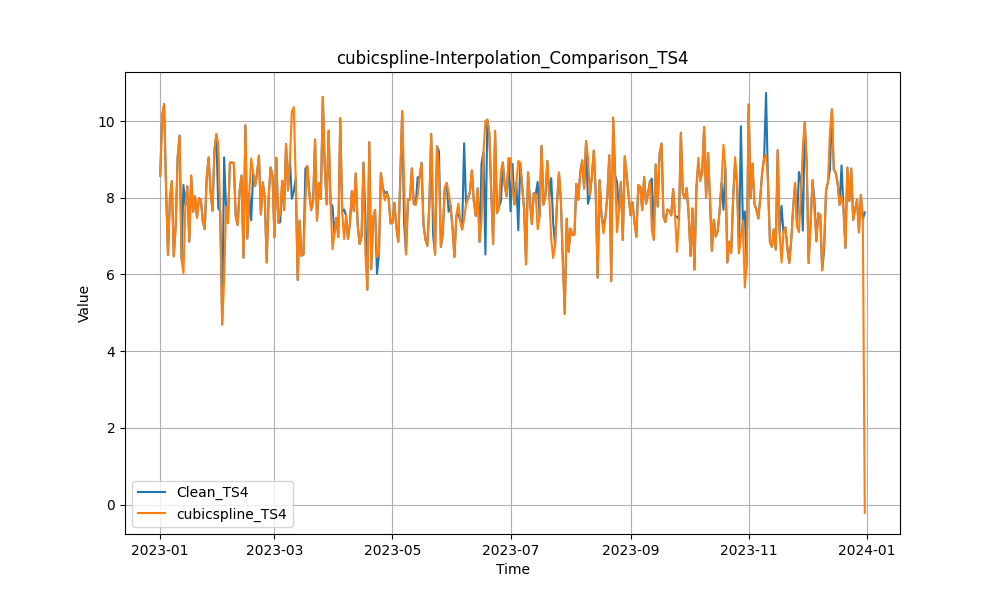 cubicspline-Interpolation_Comparison_TS4
10
8
6
4
2
0
Value
Clean_TS4
cubicspline_TS4
2023-01 2023-03 2023-05 2023-07 2023-09 2023-11 2024-01
Time